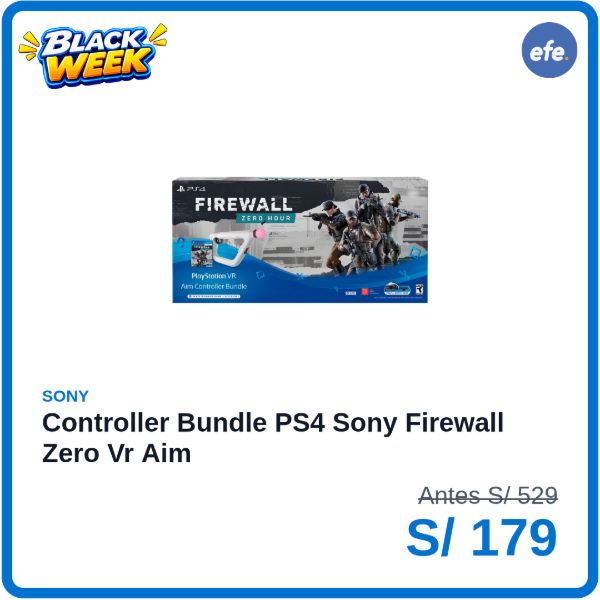 BLACK
WEEK
efe.
PS4
FIREWALL
ZERO HOUR
PlayStation VR
Aim Controller Bundle
SONY
Controller Bundle PS4 Sony Firewall
Zero Vr Aim
Antes S/ 529
S/ 179